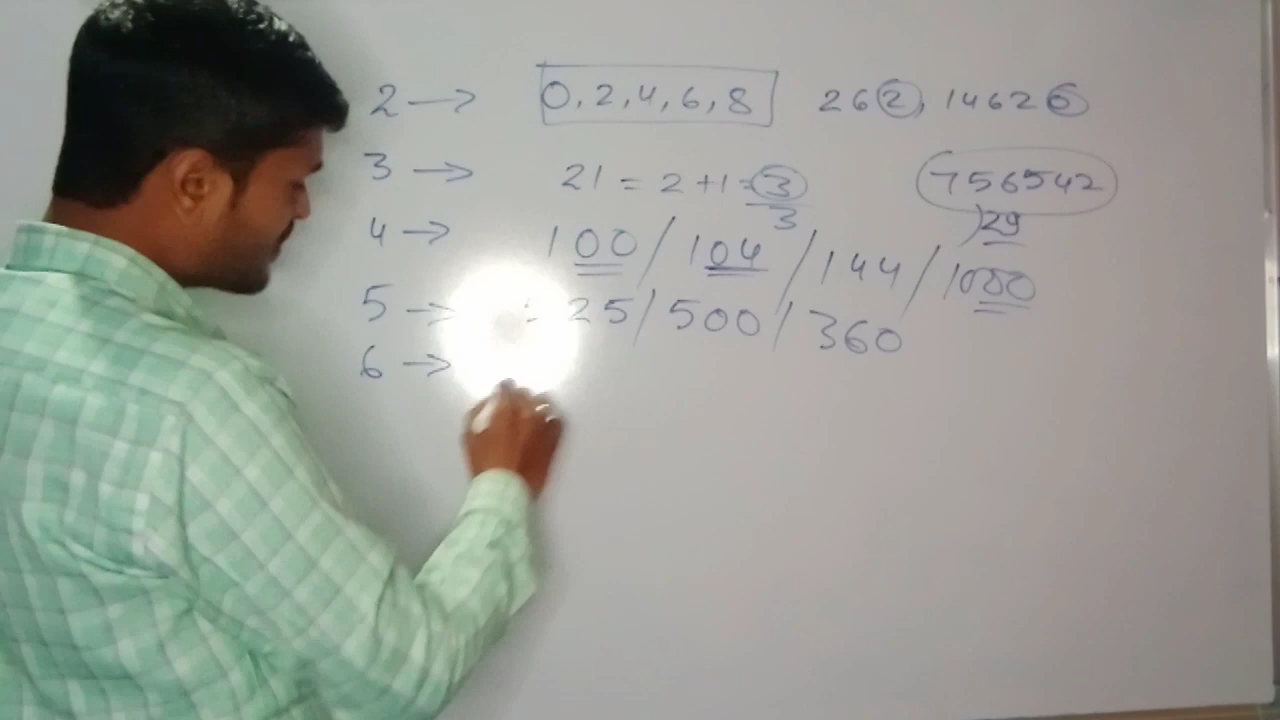 2 → 0, 2, 4, 6, 8 262, 14626
3 → 21 = 2 + 1 = 3 756542
3 29
4 → 100 / 104 / 144 / 1000
5 → 25 / 500 / 360
6 →